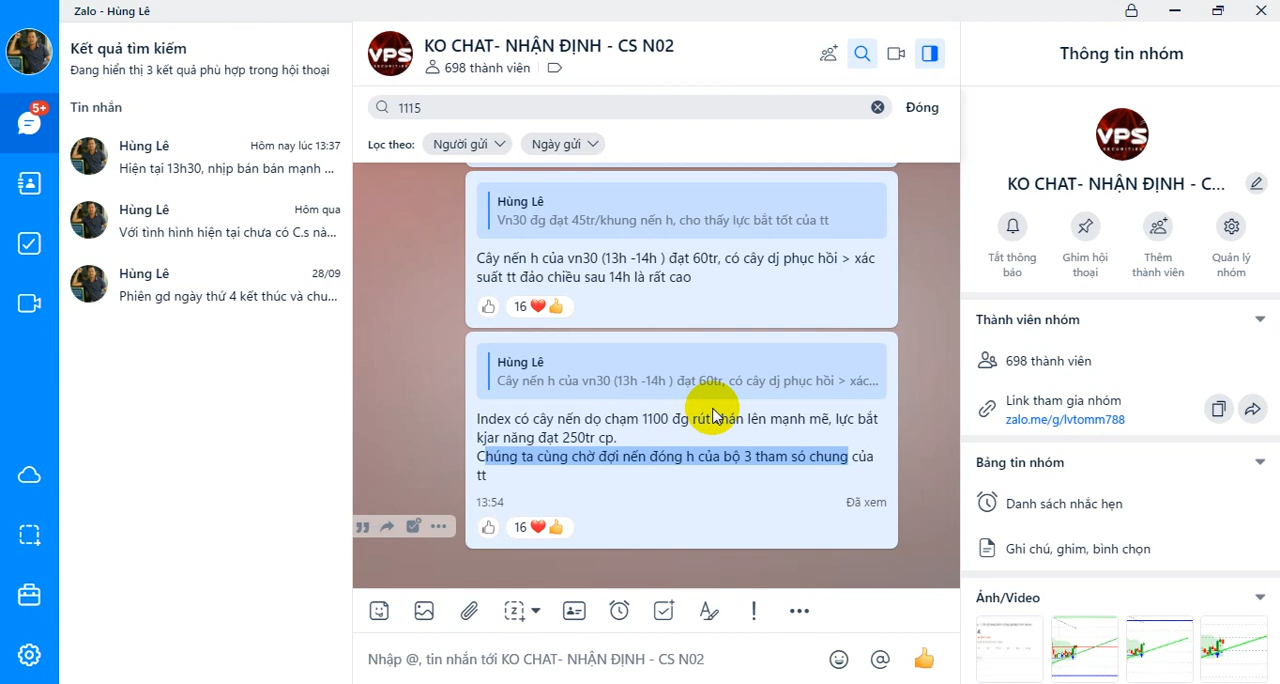 Zalo - Hùng Lê
5+
Kết quả tìm kiếm
Đang hiển thị 3 kết quả phù hợp trong hội thoại
Tin nhắn
Hùng Lê
Hôm nay lúc 13:37
Hiện tại 13h30, nhịp bán bán mạnh ...
Hùng Lê
Hôm qua
Với tình hình hiện tại chưa có C.s nà...
Hùng Lê
28/09
Phiên gd ngày thứ 4 kết thúc và chu...
VPS
SECURITIES
KO CHAT- NHẬN ĐỊNH - CS N02
698 thành viên
1115
Đóng
Lọc theo:
Người gửi
Ngày gửi
Hùng Lê
Vn30 đg đạt 45tr/khung nến h, cho thấy lực bắt tốt của tt
Cây nến h của vn30 (13h -14h ) đạt 60tr, có cây dj phục hồi > xác
suất tt đảo chiều sau 14h là rất cao
16
Hùng Lê
Cây nến h của vn30 (13h -14h ) đạt 60tr, có cây dj phục hồi > xác...
Index có cây nến dọ chạm 1100 đg rút lên mạnh mẽ, lực bắt
kjar năng đạt 250tr cp.
Chúng ta cùng chờ đợi nến đóng h của bộ 3 tham só chung của
tt
13:54
Đã xem
16
Nhập @, tin nhắn tới KO CHAT- NHẬN ĐỊNH - CS N02
Thông tin nhóm
VPS
SECURITIES
KO CHAT- NHẬN ĐỊNH - C...
Tắt thông
báo
Ghim hội
thoại
Thêm
thành viên
Quản lý
nhóm
Thành viên nhóm
698 thành viên
Link tham gia nhóm
zalo.me/g/lvtomm788
Bảng tin nhóm
Danh sách nhắc hẹn
Ghi chú, ghim, bình chọn
Ảnh/Video